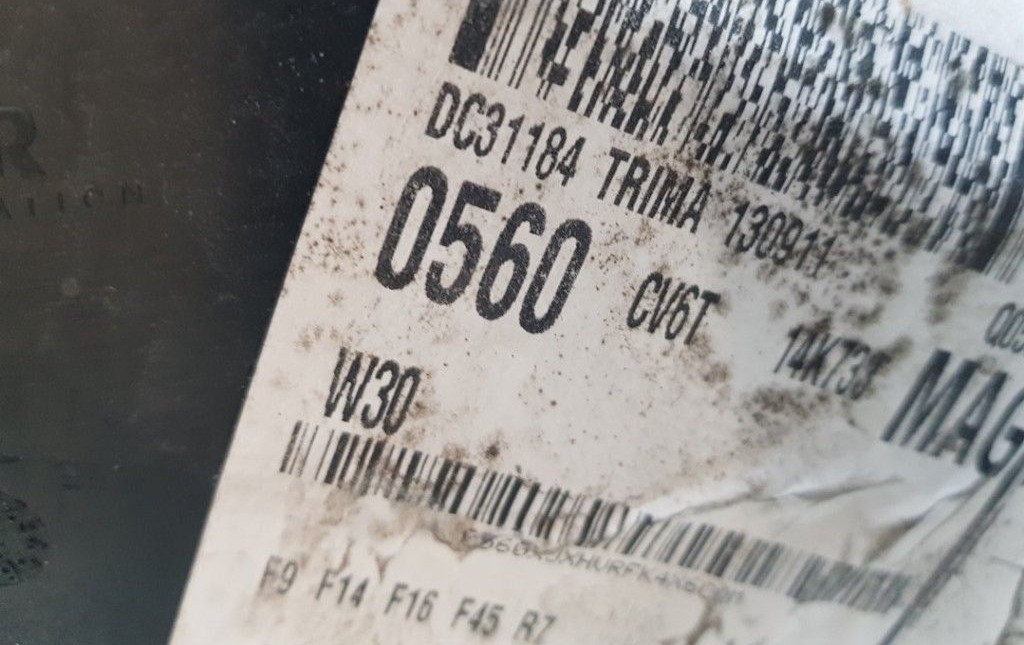 DC31184 TRIMA 130911
0560 CV6T 14K733 MAG
W30
F9 F14 F16 F45 R7